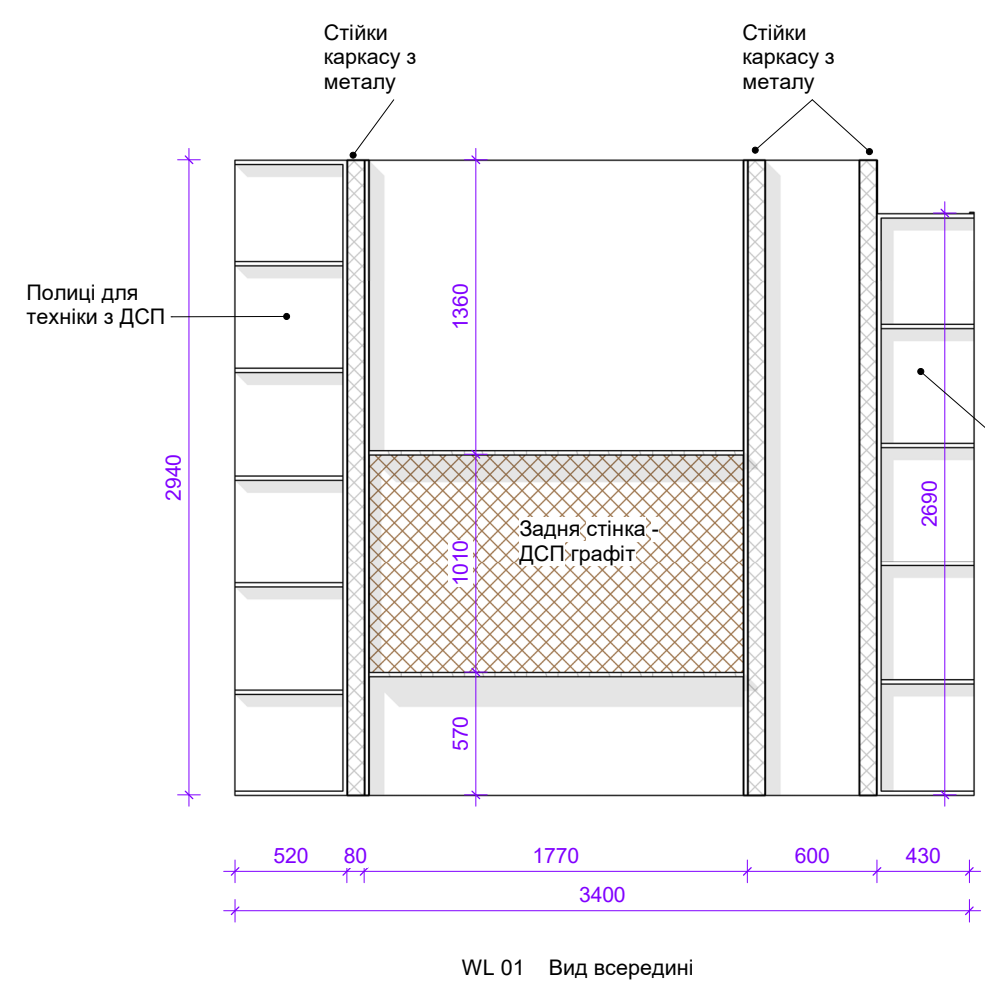 Стійки
каркасу з
металу
Стійки
каркасу з
металу
Полиці для
техніки з ДСП
1360
2940
2690
Задня стінка -
ДСП графіт
1010
570
520
80
1770
600
430
3400
WL 01 Вид всередині